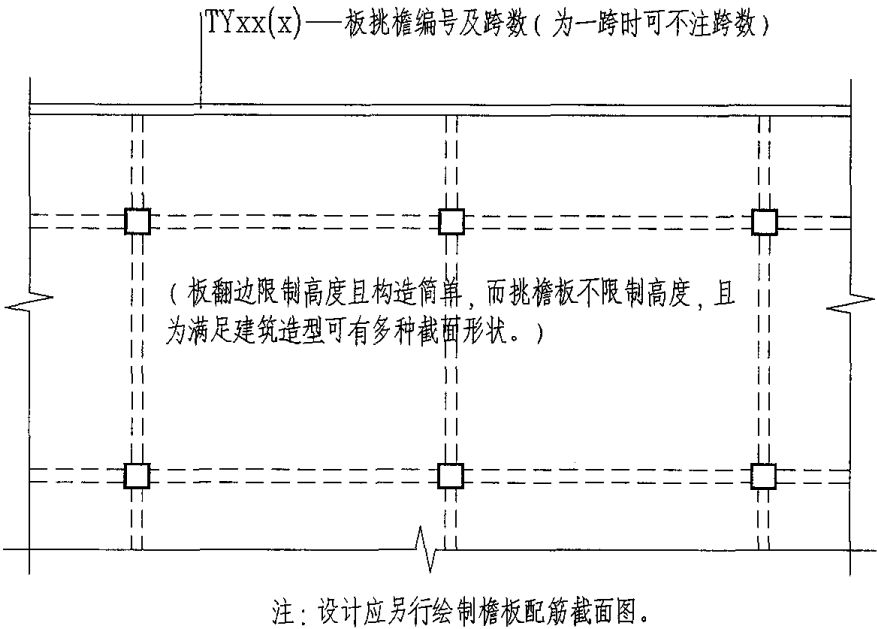 TYxx(x)——板挑檐编号及跨数(为一跨时可不注跨数)
(板翻边限制高度且构造简单,而挑檐板不限制高度,且
为满足建筑造型可有多种截面形状。)
注:设计应另行绘制檐板配筋截面图。